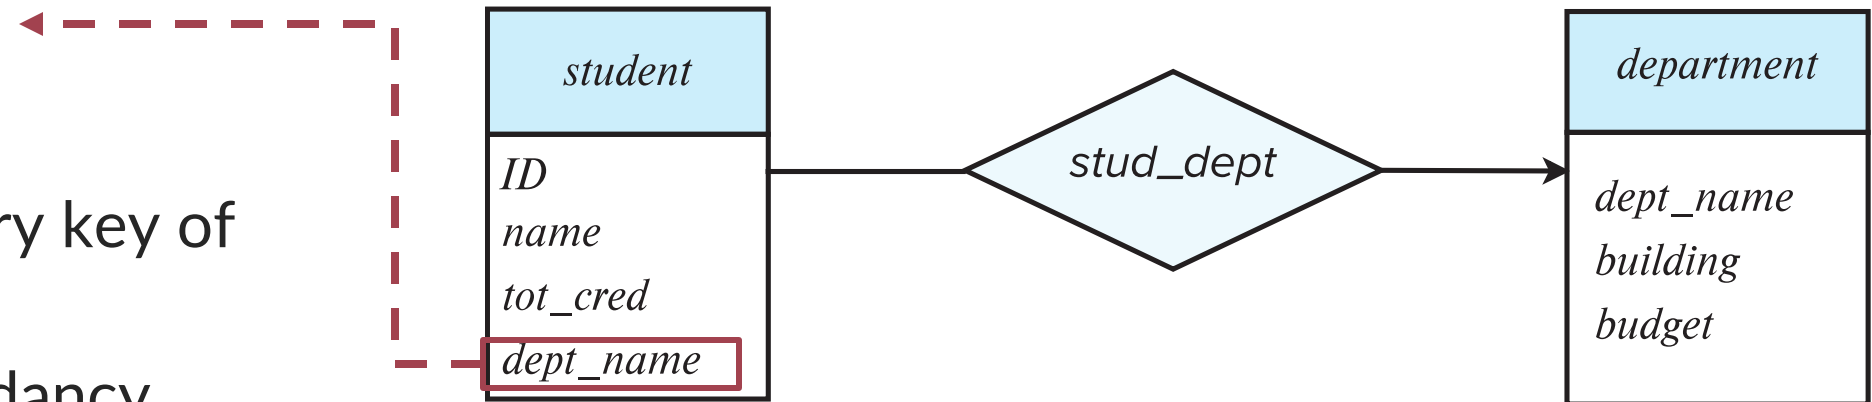 student
ID
name
tot_cred
dept_name
stud_dept
department
dept_name
building
budget
key of